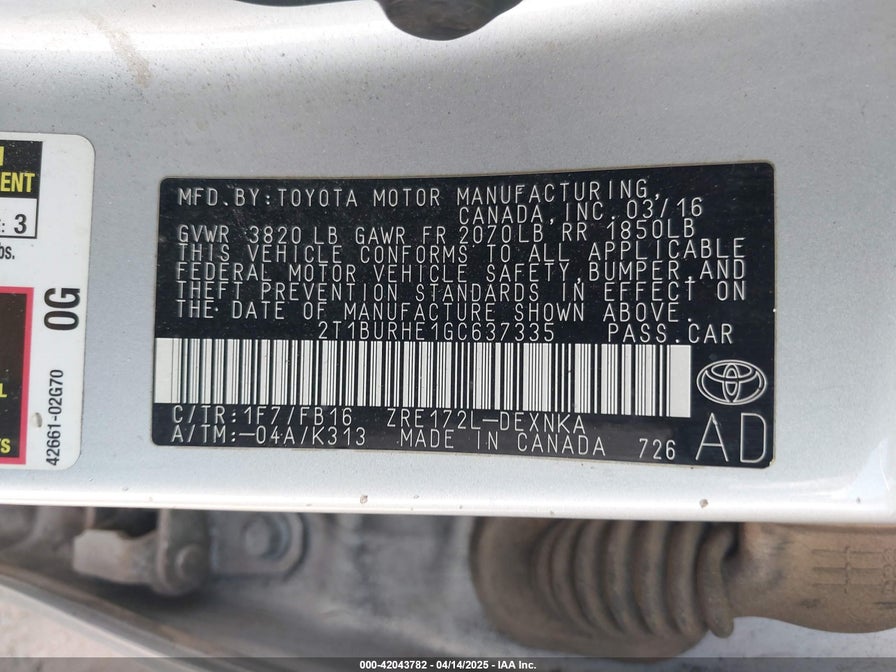 ENT
: 3
bs.
0G
L
YS
42661-02G70
MFD.BY:TOYOTA MOTOR MANUFACTURING,
CANADA,INC. 03/16
GVWR 3820 LB GAWR FR 2070LB RR 1850LB
THIS VEHICLE CONFORMS TO ALL APPLICABLE
FEDERAL MOTOR VEHICLE SAFETY,BUMPER,AND
THEFT PREVENTION STANDARDS IN EFFECT ON
THE DATE OF MANUFACTURE SHOWN ABOVE.
2T1BURHE1GC637335 PASS.CAR
C/TR:1F7/FB16 ZRE172L-DEXNKA
A/TM:-04A/K313 MADE IN CANADA 726
AD
000-42043782 - 04/14/2025 - IAA Inc.